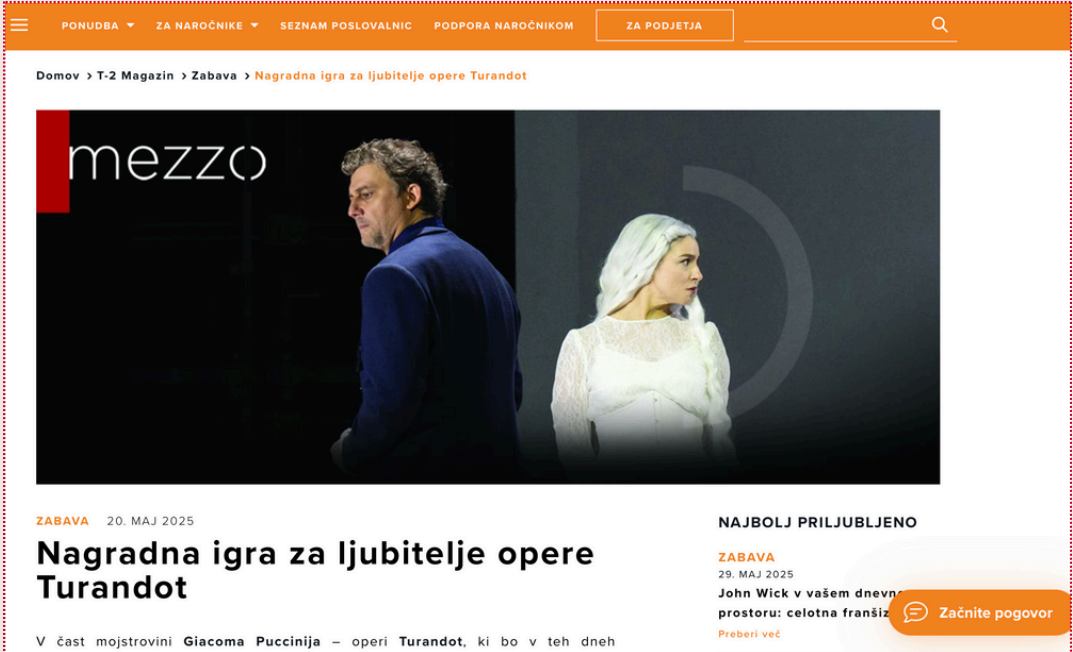 PONUDBA ZA NAROČNIKE SEZNAM POSLOVALNIC PODPORA NAROČNIKOM ZA PODJETJA
Domov > T-2 Magazin > Zabava > Nagradna igra za ljubitelje opere Turandot
mezzo
ZABAVA 20. MAJ 2025
Nagradna igra za ljubitelje opere
Turandot
V čast mojstrovini Giacoma Puccinija – operi Turandot, ki bo v teh dneh
NAJBOLJ PRILJUBLJENO
ZABAVA
29. MAJ 2025
John Wick v vašem
prostoru: celotna
Preberi več
Začnite pogovor